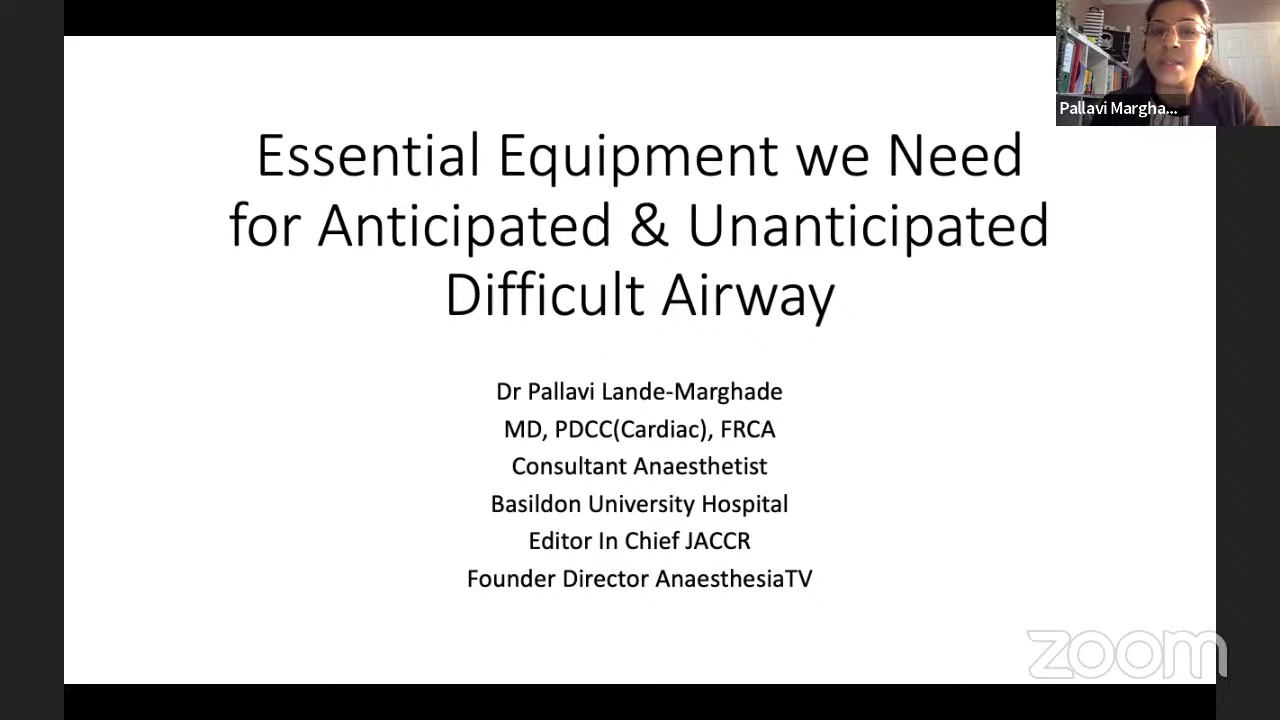 Pallavi Margha...
Essential Equipment we Need
for Anticipated & Unanticipated
Difficult Airway
Dr Pallavi Lande-Marghade
MD, PDCC(Cardiac), FRCA
Consultant Anaesthetist
Basildon University Hospital
Editor In Chief JACCR
Founder Director AnaesthesiaTV
zoom